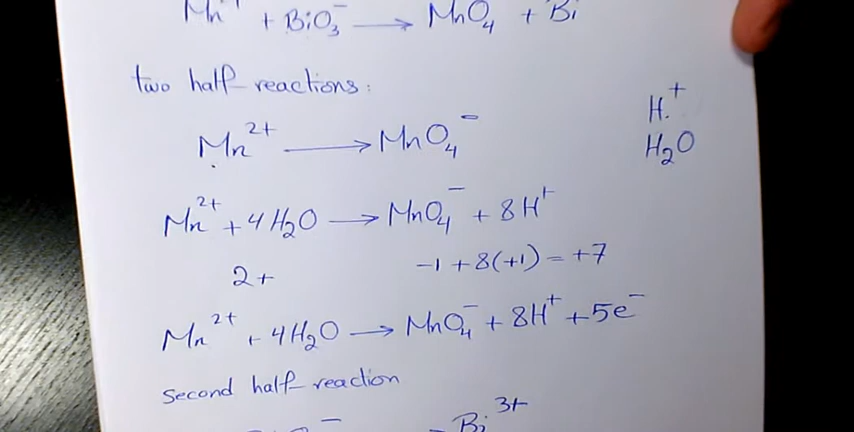 Mn + BiO₃⁻ → MnO₄ + Bi
two half-reactions:
Mn²⁺ → MnO₄⁻
H⁺
H₂O
Mn²⁺ + 4H₂O → MnO₄⁻ + 8H⁺
2+ -1 + 8(+1) = +7
Mn²⁺ + 4H₂O → MnO₄⁻ + 8H⁺ + 5e⁻
Second half-reaction
Bi³⁺